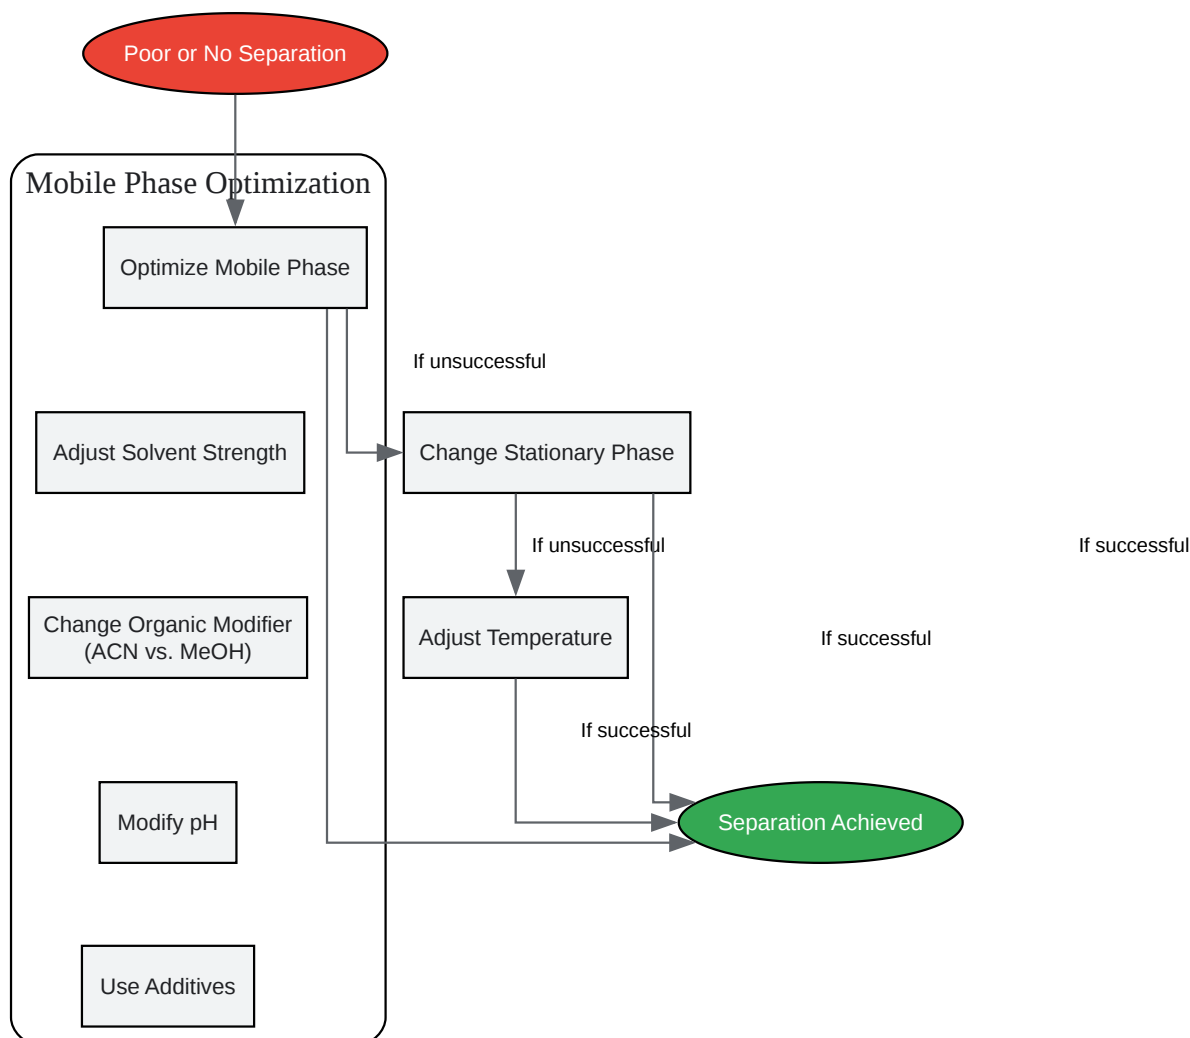 Poor or No Separation
Mobile Phase Optimization
Optimize Mobile Phase
If unsuccessful
Adjust Solvent Strength
Change Stationary Phase
If unsuccessful
If successful
Change Organic Modifier
(ACN vs. MeOH)
Adjust Temperature
If successful
If successful
Modify pH
Separation Achieved
Use Additives